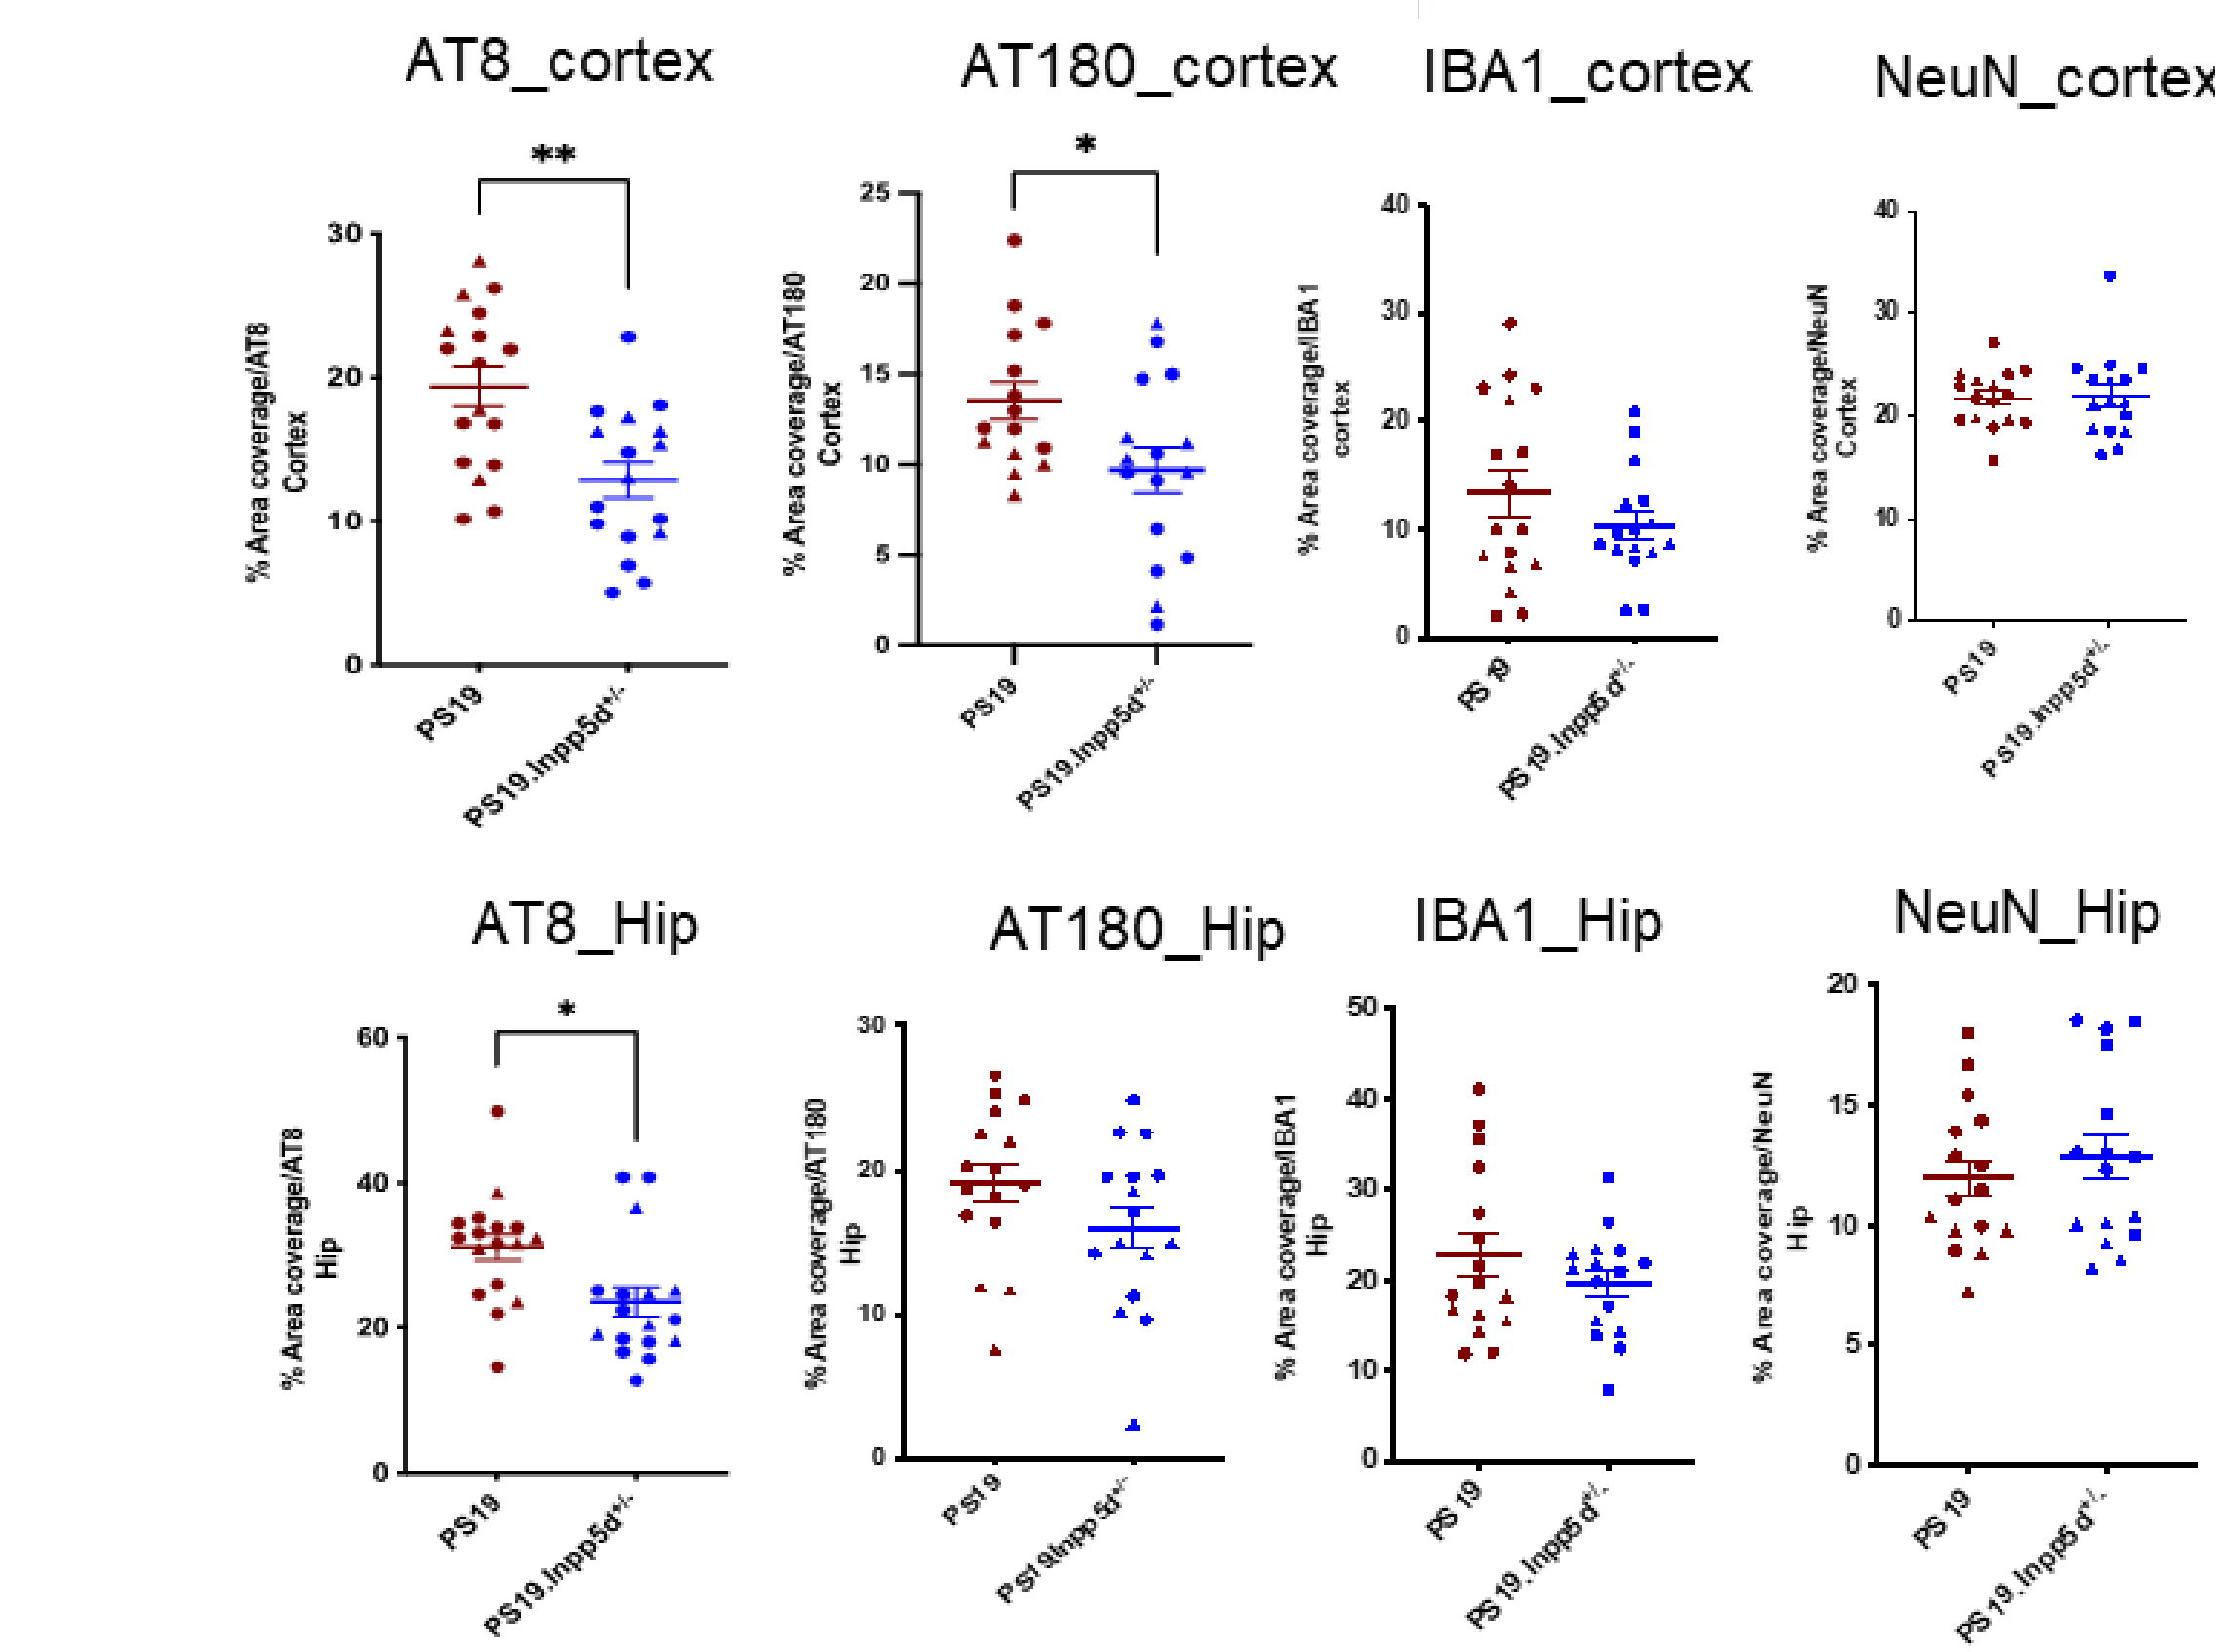 AT8_cortex
AT180_cortex
IBA1_cortex
NeuN_cortex
**
% Area coverage/AT8
Cortex
30
20
10
0
PS19
PS19.Inpp5d+/-
*
% Area coverage/AT180
Cortex
25
20
15
10
5
0
PS19
PS19.Inpp5d+/-
% Area coverage/IBA1
cortex
40
30
20
10
0
PS19
PS19.Inpp5d+/-
% Area coverage/NeuN
Cortex
40
30
20
10
0
PS19
PS19.Inpp5d+/-
AT8_Hip
AT180_Hip
IBA1_Hip
NeuN_Hip
*
% Area coverage/AT8
Hip
60
40
20
0
PS19
PS19.Inpp5d+/-
% Area coverage/AT180
Hip
30
20
10
0
PS19
PS19Inpp5d+/-
% Area coverage/IBA1
Hip
50
40
30
20
10
0
PS19
PS19.Inpp5d+/-
% Area coverage/NeuN
Hip
20
15
10
5
0
PS19
PS19.Inpp5d+/-